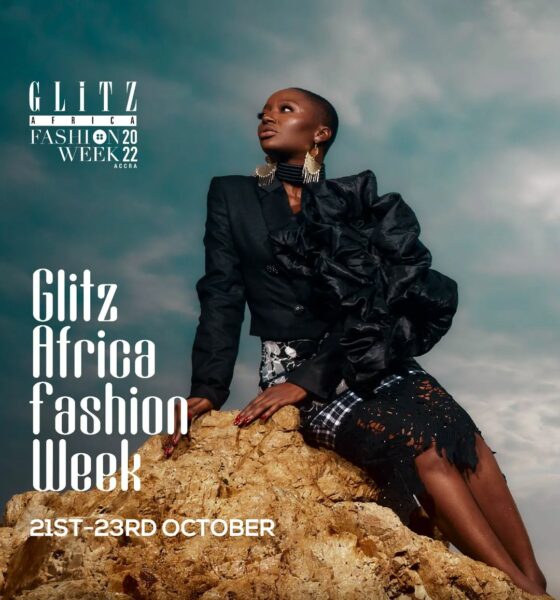 GLiTZ
AFRICA
FASHION 20
WEEK 22
ACCRA
Glitz
Africa
fashion
Week
21ST-23RD OCTOBER